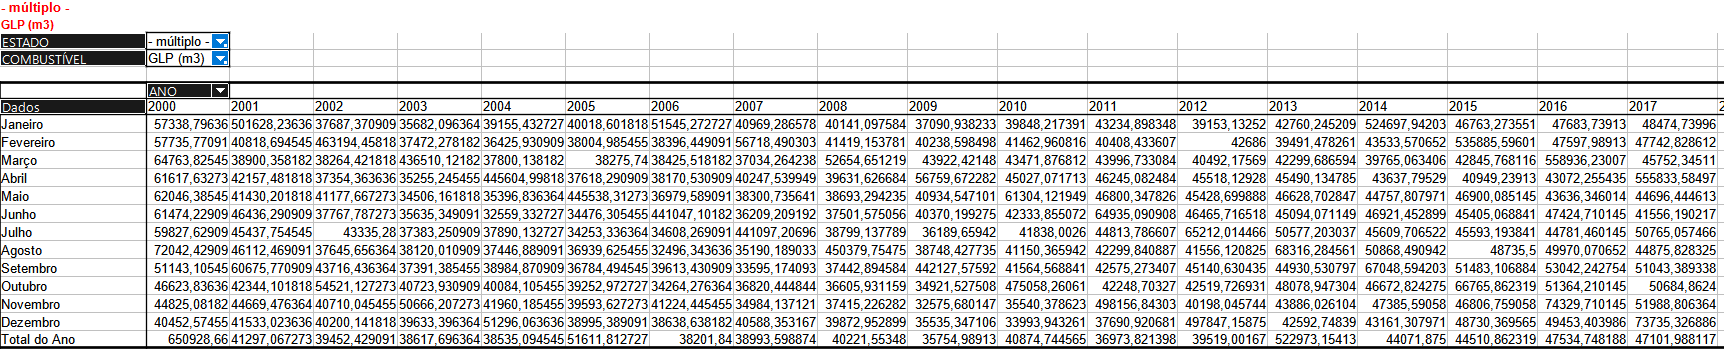 - múltiplo -
GLP (m3)
ESTADO - múltiplo -
COMBUSTÍVEL GLP (m3)
ANO
Dados 2000 2001 2002 2003 2004 2005 2006 2007 2008 2009 2010 2011 2012 2013 2014 2015 2016 2017 2
Janeiro 57338,79636 501628,23636 37687,370909 35682,096364 39155,432727 40018,601818 51545,272727 40969,286578 40141,097584 37090,938233 39848,217391 43234,898348 39153,13252 42760,245209 524697,94203 46763,273551 47683,73913 48474,73996
Fevereiro 57735,77091 40818,694545 463194,45818 37472,278182 36425,930909 38004,985455 38396,449091 56718,490303 41419,153781 40238,598498 41462,960816 40408,433607 42686 39491,478261 43533,570652 535885,59601 47597,98913 47742,828612
Março 64763,82545 38900,358182 38264,421818 436510,12182 37800,138182 38275,74 38425,518182 37034,264238 52654,651219 43922,42148 43471,876812 43996,733084 40492,17569 42299,686594 39765,063406 42845,768116 558936,23007 45752,34511
Abril 61617,63273 42157,481818 37354,363636 35255,245455 445604,99818 37618,290909 38170,530909 40247,539949 39631,626684 56759,672282 45027,071713 46245,082484 45518,12928 45490,134785 43637,79529 40949,23913 43072,255435 555833,58497
Maio 62046,38545 41430,201818 41177,667273 34506,161818 35396,836364 445538,31273 36979,589091 38300,735641 38693,294235 40934,547101 61304,121949 46800,347826 45428,699888 46628,702847 44757,807971 46900,085145 43636,346014 44696,444613
Junho 61474,22909 46436,290909 37767,787273 35635,349091 32559,332727 34476,305455 441047,10182 36209,209192 37501,575056 40370,199275 42333,855072 64935,090908 46465,716518 45094,071149 46921,452899 45405,068841 47424,710145 41556,190217
Julho 59827,62909 45437,754545 43335,28 37383,250909 37890,132727 34253,336364 34608,269091 441097,20696 38799,137789 36189,65942 41838,0026 44813,786607 65212,014466 50577,203037 45609,706522 45593,193841 44781,460145 50765,057466
Agosto 72042,42909 46112,469091 37645,656364 38120,010909 37446,889091 36939,625455 32496,343636 35190,189033 450379,75475 38748,427735 41150,365942 42299,840887 41556,120825 68316,284561 50868,490942 48735,5 49970,070652 44875,828325
Setembro 51143,10545 60675,770909 43716,436364 37391,385455 38984,870909 36784,494545 39613,430909 33595,174093 37442,894584 442127,57592 41564,568841 42575,273407 45140,630435 44930,530797 67048,594203 51483,106884 53042,242754 51043,389338
Outubro 46623,83636 42344,101818 54521,127273 40723,930909 40084,105455 39252,972727 34264,276364 36820,444844 36605,931159 34921,527508 475058,26061 42248,70327 42519,726931 48078,947304 46672,824275 66765,862319 51364,210145 50684,8624
Novembro 44825,08182 44669,476364 40710,045455 50666,207273 41960,185455 39593,627273 41224,445455 34984,137121 37415,226282 32575,680147 35540,378623 498156,84303 40198,045744 43886,026104 47385,59058 46806,759058 74329,710145 51988,806364
Dezembro 40452,57455 41533,023636 40200,141818 39633,396364 51296,063636 38995,389091 38638,638182 40588,353167 39872,952899 35535,347106 33993,943261 37690,920681 497847,15875 42592,74839 43161,307971 48730,369565 49453,403986 73735,326886
Total do Ano 650928,66 41297,067273 39452,429091 38617,696364 38535,094545 51611,812727 38201,84 38993,598874 40221,55348 35754,98913 40874,744565 36973,821398 39519,00167 522973,15413 44071,875 44510,862319 47534,748188 47101,988117